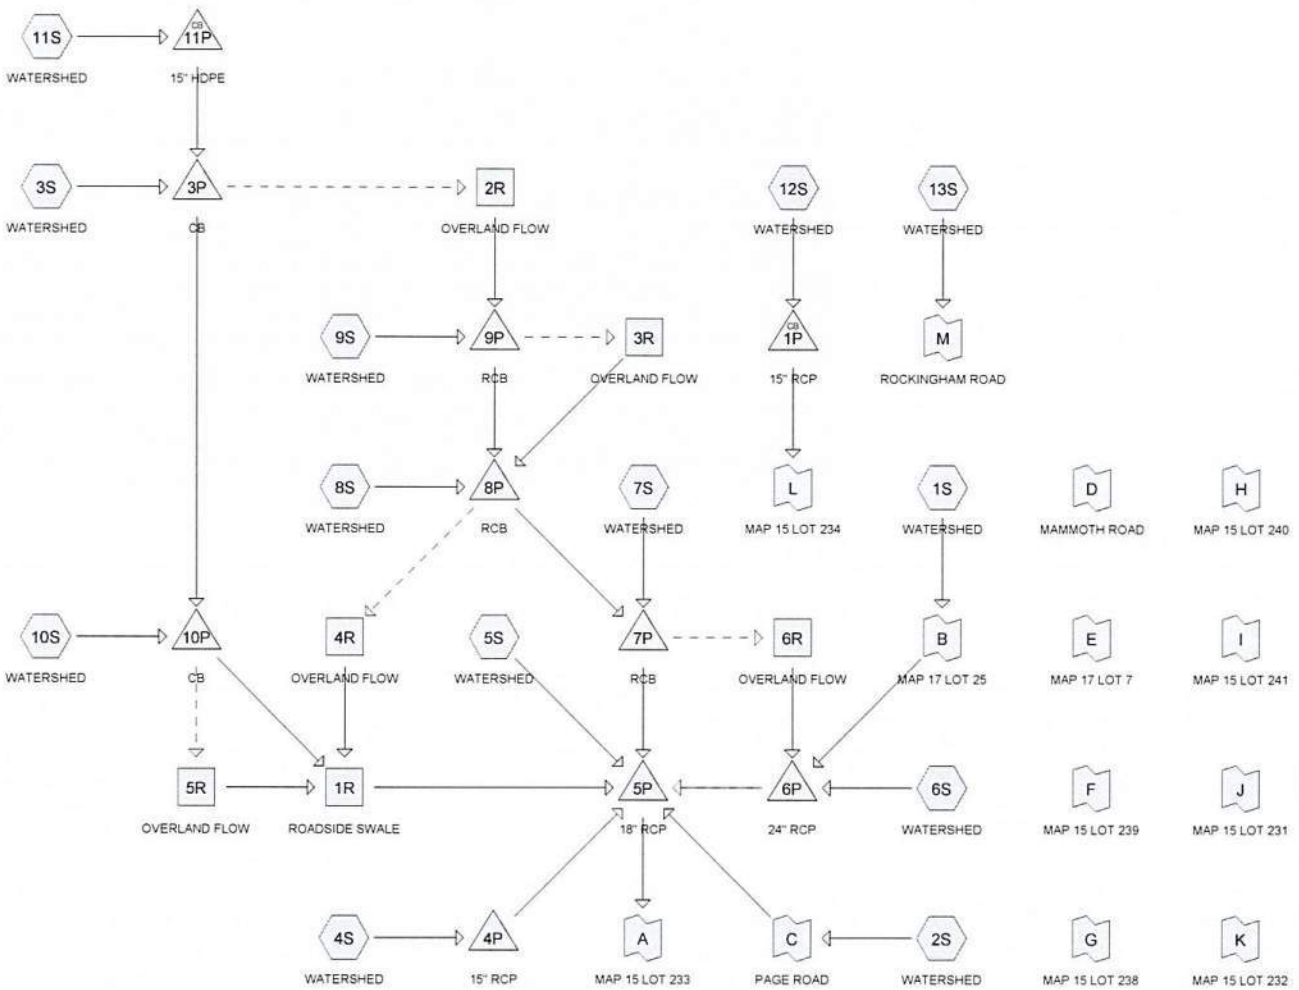 11S
CB
11P
WATERSHED
15" HDPE
3S
3P
2R
12S
13S
WATERSHED
CB
OVERLAND FLOW
WATERSHED
WATERSHED
9S
9P
3R
CB
1P
M
WATERSHED
RCB
OVERLAND FLOW
15" RCP
ROCKINGHAM ROAD
8S
8P
7S
L
1S
D
H
WATERSHED
RCB
WATERSHED
MAP 15 LOT 234
WATERSHED
MAMMOTH ROAD
MAP 15 LOT 240
10S
10P
4R
5S
7P
6R
B
E
I
WATERSHED
CB
OVERLAND FLOW
WATERSHED
RCB
OVERLAND FLOW
MAP 17 LOT 25
MAP 17 LOT 7
MAP 15 LOT 241
5R
1R
5P
6P
6S
F
J
OVERLAND FLOW
ROADSIDE SWALE
18" RCP
24" RCP
WATERSHED
MAP 15 LOT 239
MAP 15 LOT 231
4S
4P
A
C
2S
G
K
WATERSHED
15" RCP
MAP 15 LOT 233
PAGE ROAD
WATERSHED
MAP 15 LOT 238
MAP 15 LOT 232